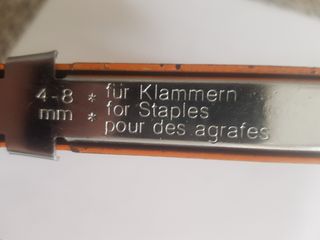 4-8 * für Klammern
mm * for Staples
pour des agrafes